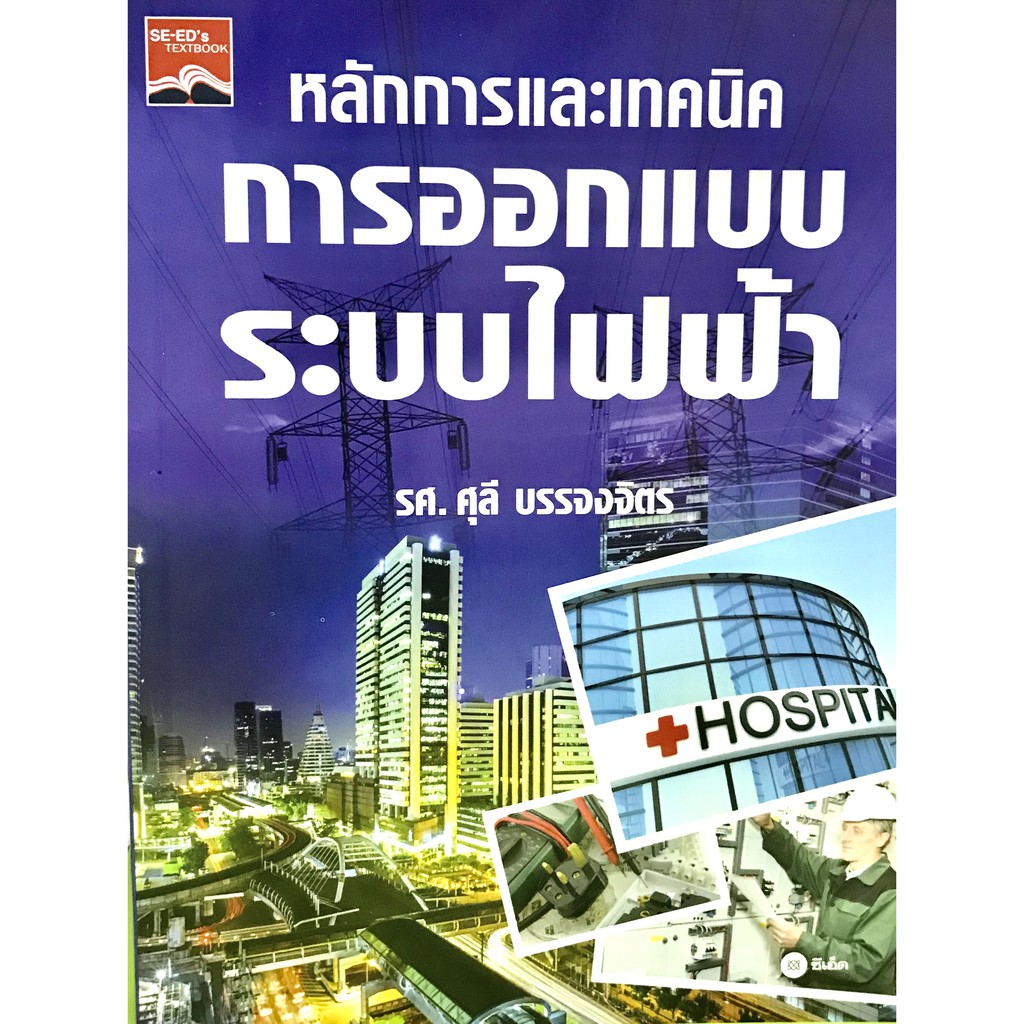 SE-ED's
TEXTBOOK
หลักการและเทคนิค
การออกแบบ
ระบบไฟฟ้า
รศ. ศุลี บรรจงจิตร
HOSPITA
ซีเอ็ด